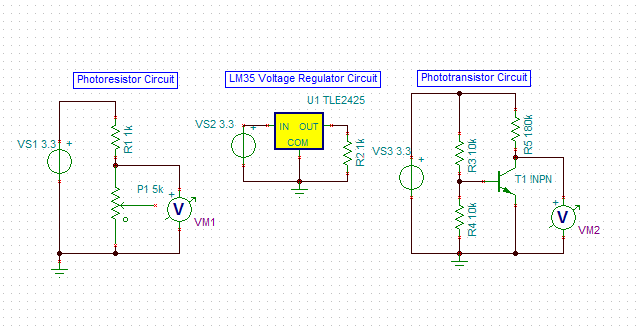 Photoresistor Circuit
LM35 Voltage Regulator Circuit
Phototransistor Circuit
VS1 3.3
+
R1 1k
P1 5k
+
V
VM1
U1 TLE2425
VS2 3.3
+
IN OUT
COM
R2 1k
VS3 3.3
+
R3 10k
R4 10k
R5 180k
T1 !NPN
+
V
VM2